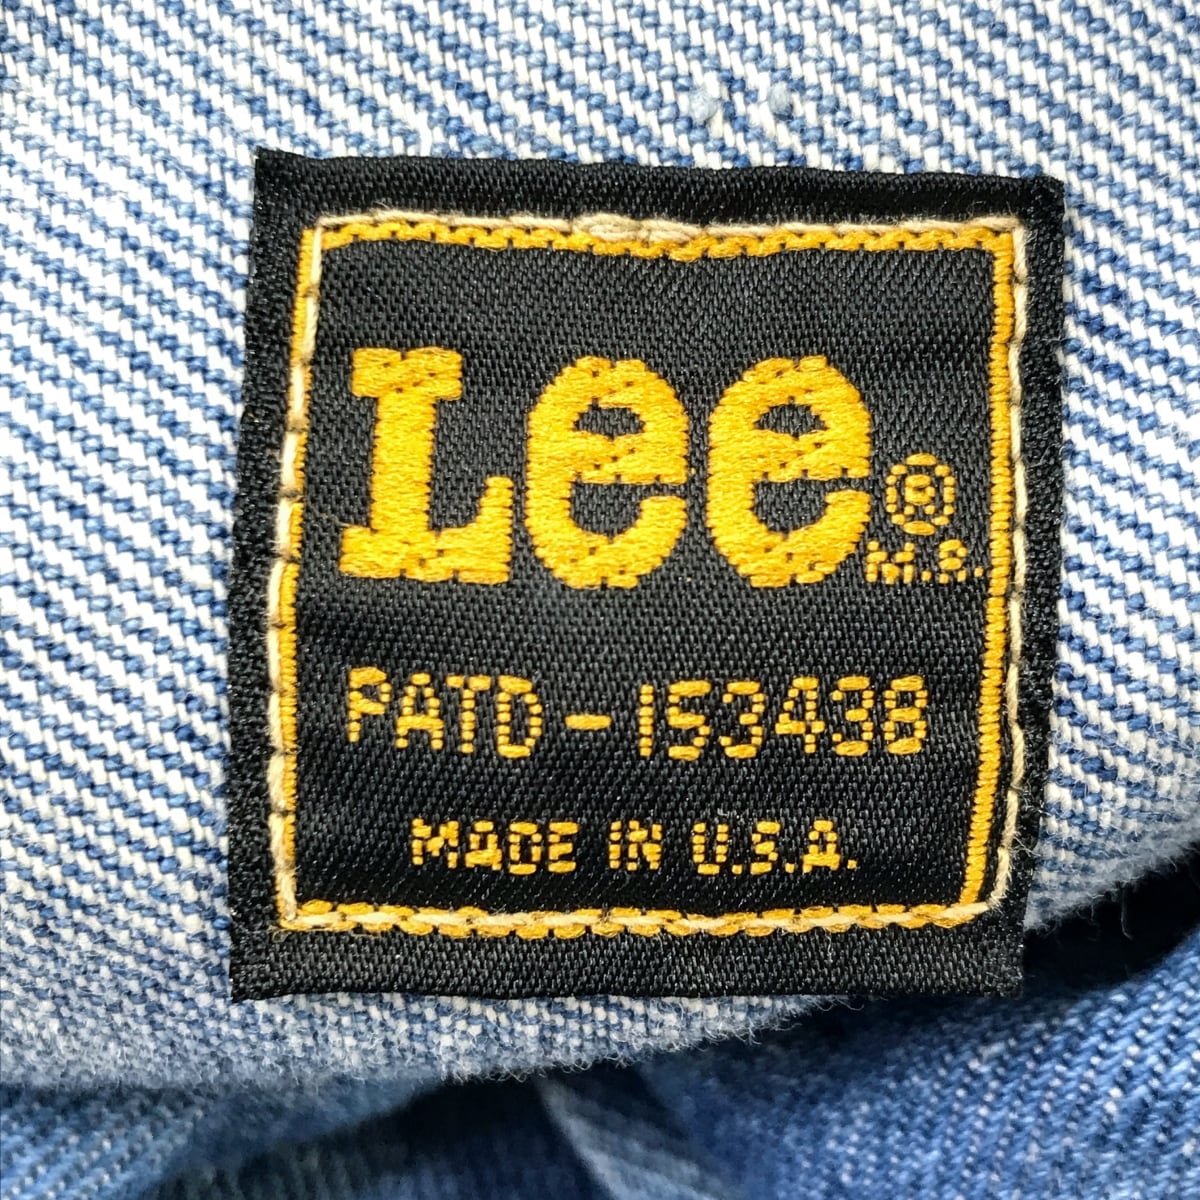 Lee®
M.R.
PATD-153438
MADE IN U.S.A.